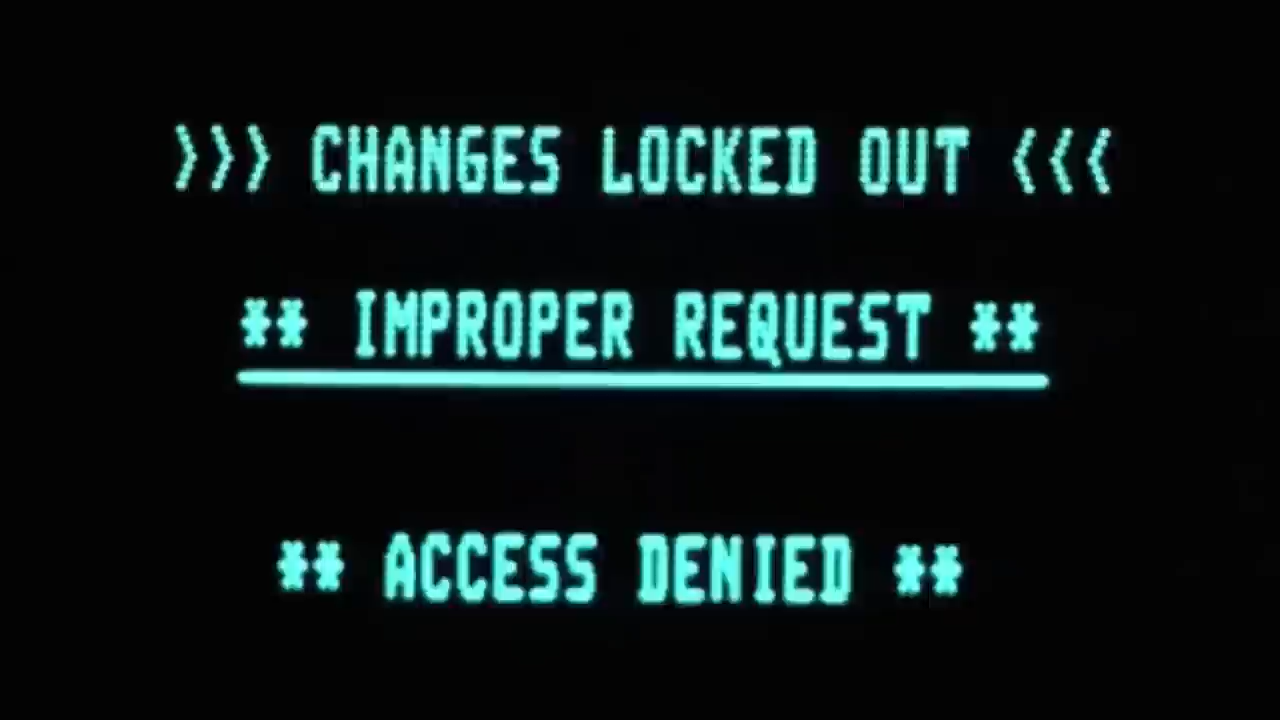 >>> CHANGES LOCKED OUT <<<
** IMPROPER REQUEST **
** ACCESS DENIED **